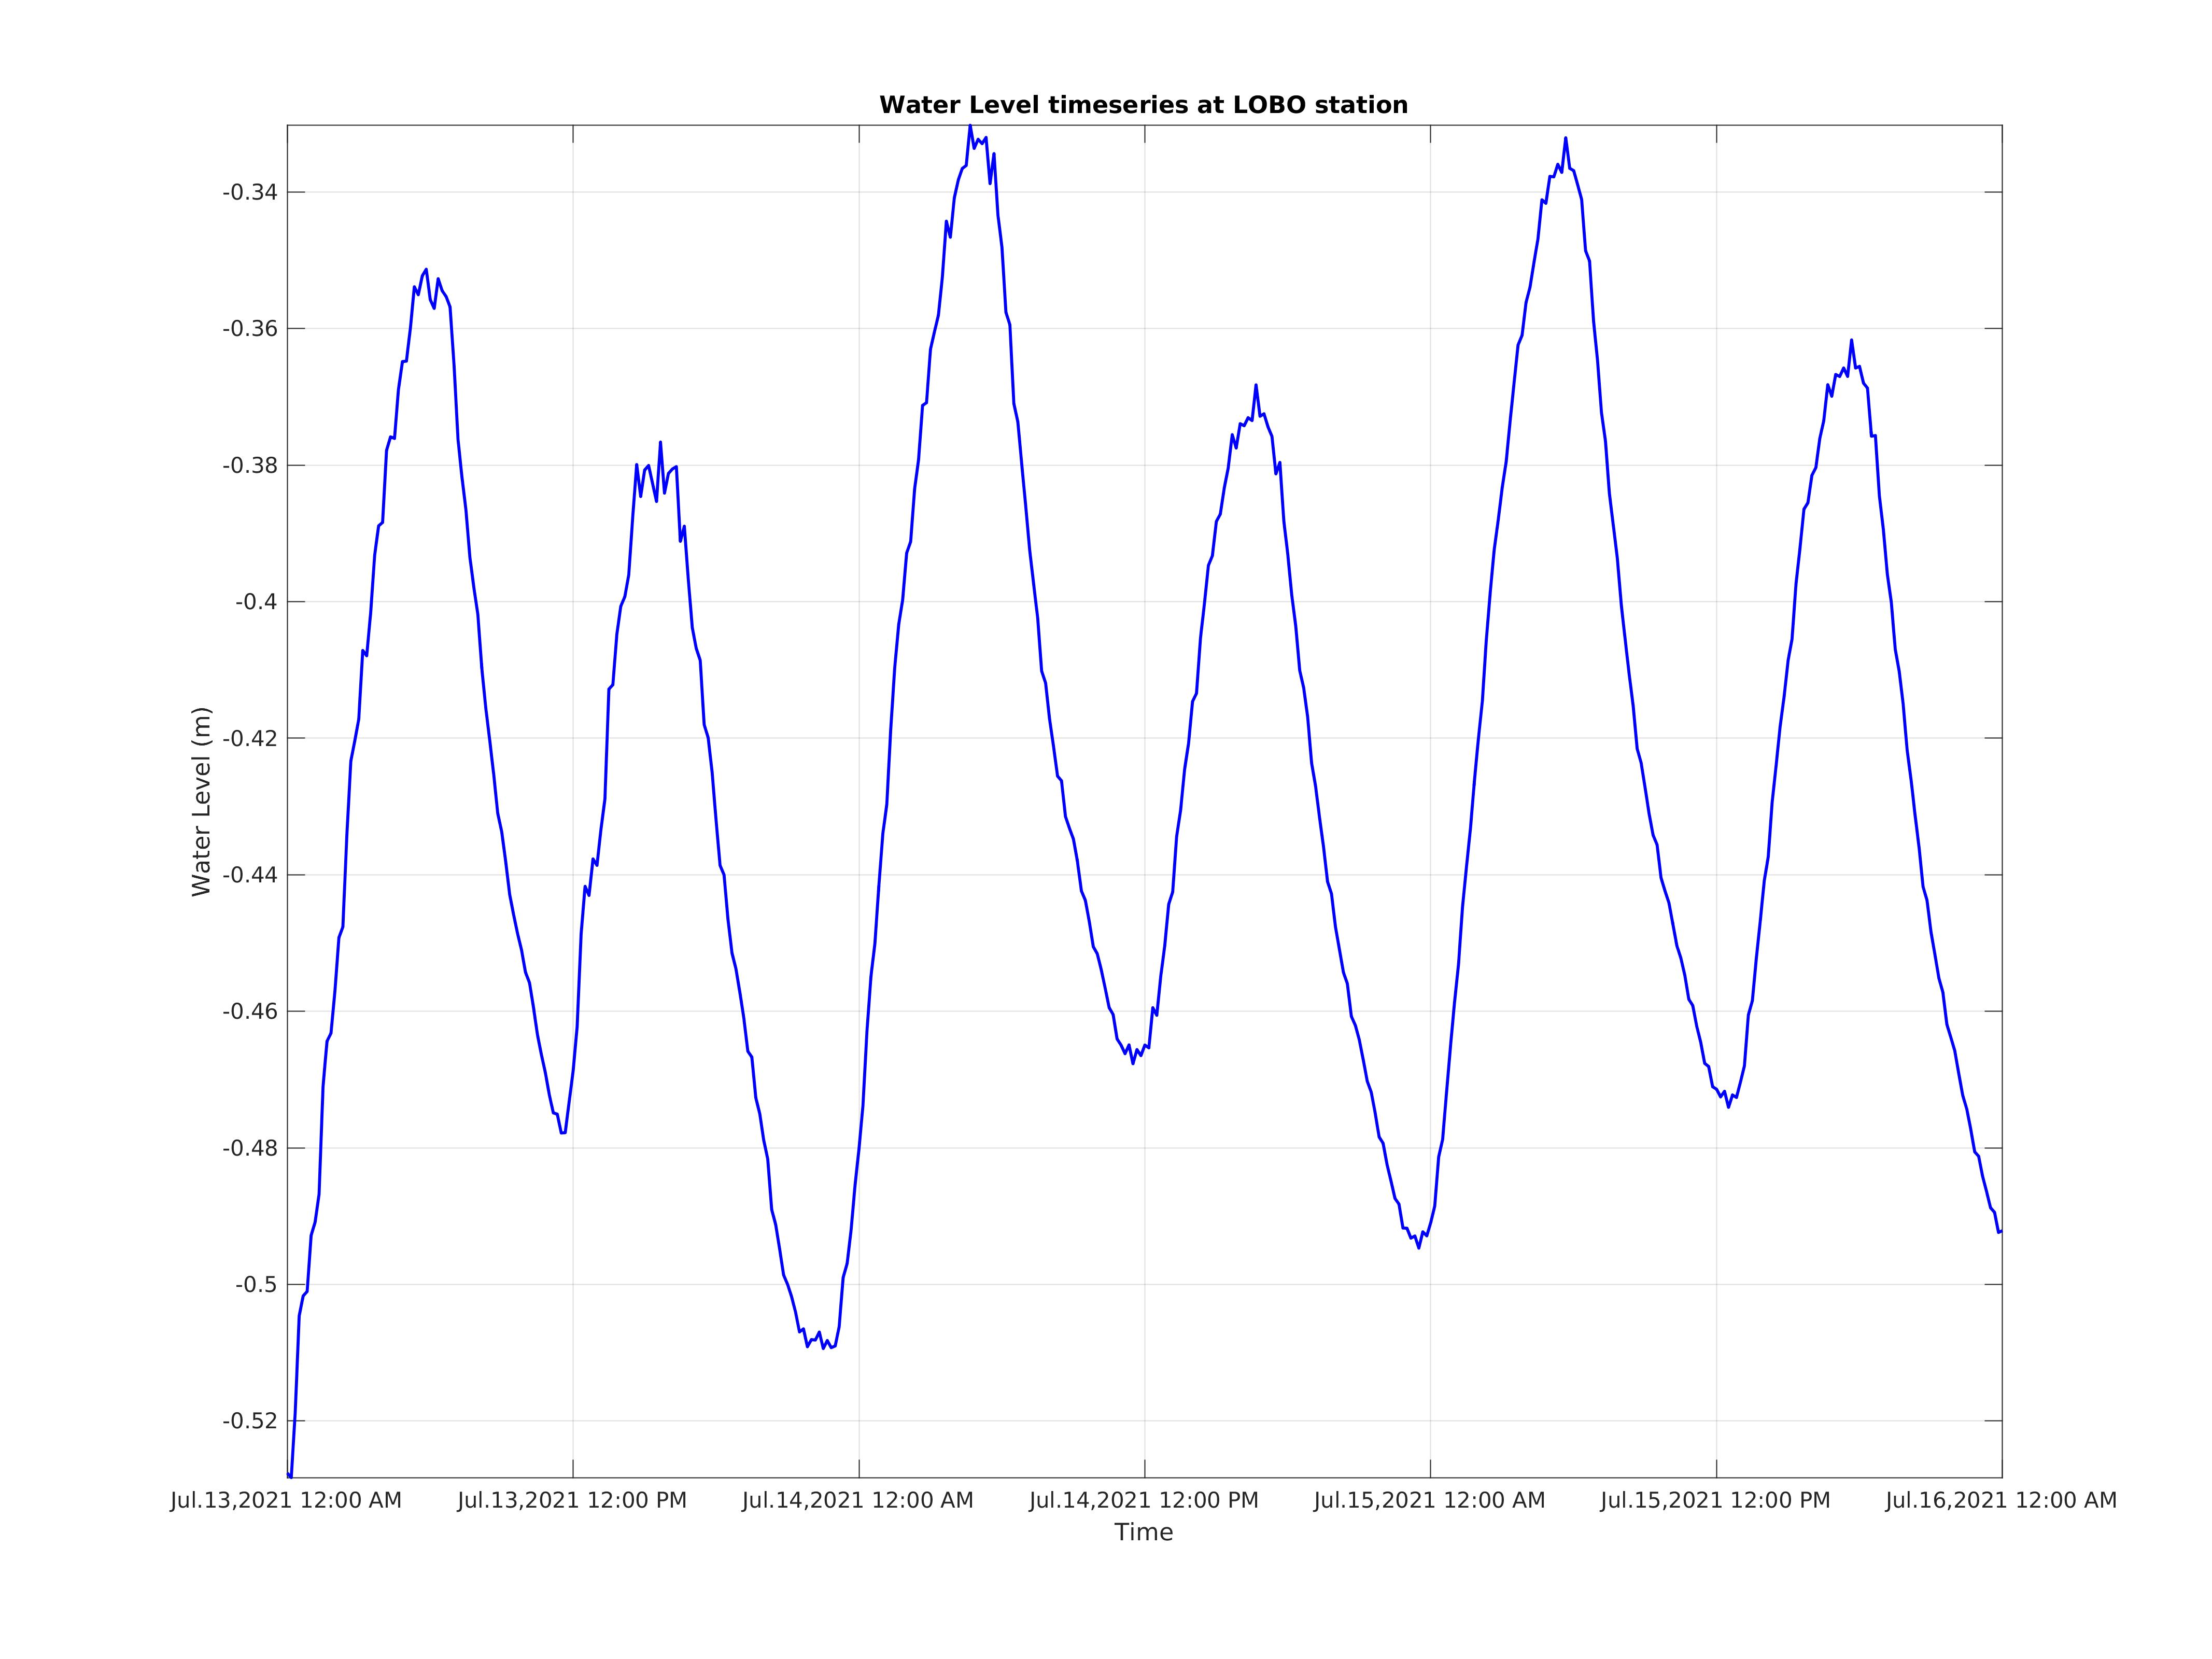 Water Level timeseries at LOBO station
-0.34
-0.36
-0.38
-0.4
-0.42
-0.44
-0.46
-0.48
-0.5
-0.52
Water Level (m)
Jul.13,2021 12:00 AM
Jul.13,2021 12:00 PM
Jul.14,2021 12:00 AM
Jul.14,2021 12:00 PM
Jul.15,2021 12:00 AM
Jul.15,2021 12:00 PM
Jul.16,2021 12:00 AM
Time